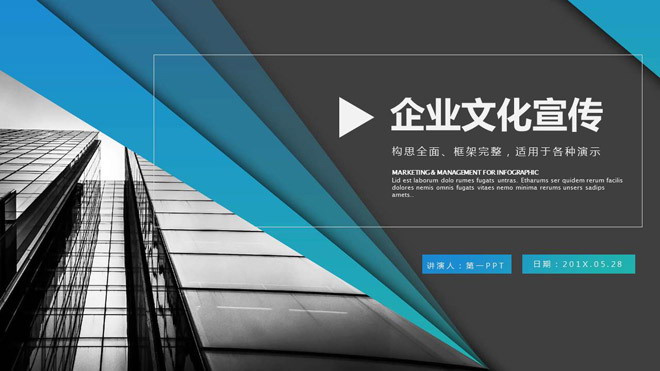 企业文化宣传
构思全面、框架完整，适用于各种演示
MARKETING & MANAGEMENT FOR INFOGRAPHIC
Lid est laborum dolo rumes fugats untras. Etharums ser quidem rerum facilis
dolores nemis omnis fugats vitaes nemo minima rerums unsers sadips
amets..
讲演人：第一PPT
日期：201X.05.28